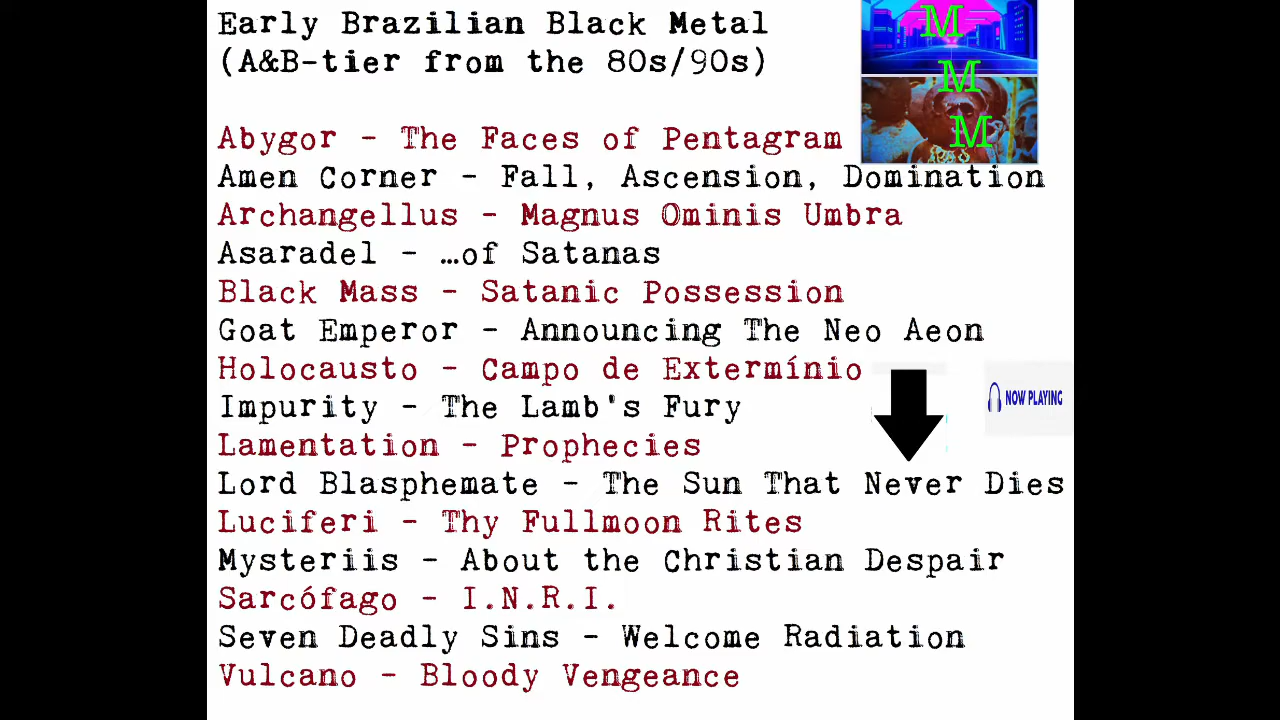 Early Brazilian Black Metal
(A&B-tier from the 80s/90s)
M
M
M
Abygor - The Faces of Pentagram
Amen Corner - Fall, Ascension, Domination
Archangellus - Magnus Ominis Umbra
Asaradel - …of Satanas
Black Mass - Satanic Possession
Goat Emperor - Announcing The Neo Aeon
Holocausto - Campo de Extermínio
NOW PLAYING
Impurity - The Lamb's Fury
Lamentation - Prophecies
Lord Blasphemate - The Sun That Never Dies
Luciferi - Thy Fullmoon Rites
Mysteriis - About the Christian Despair
Sarcófago - I.N.R.I.
Seven Deadly Sins - Welcome Radiation
Vulcano - Bloody Vengeance